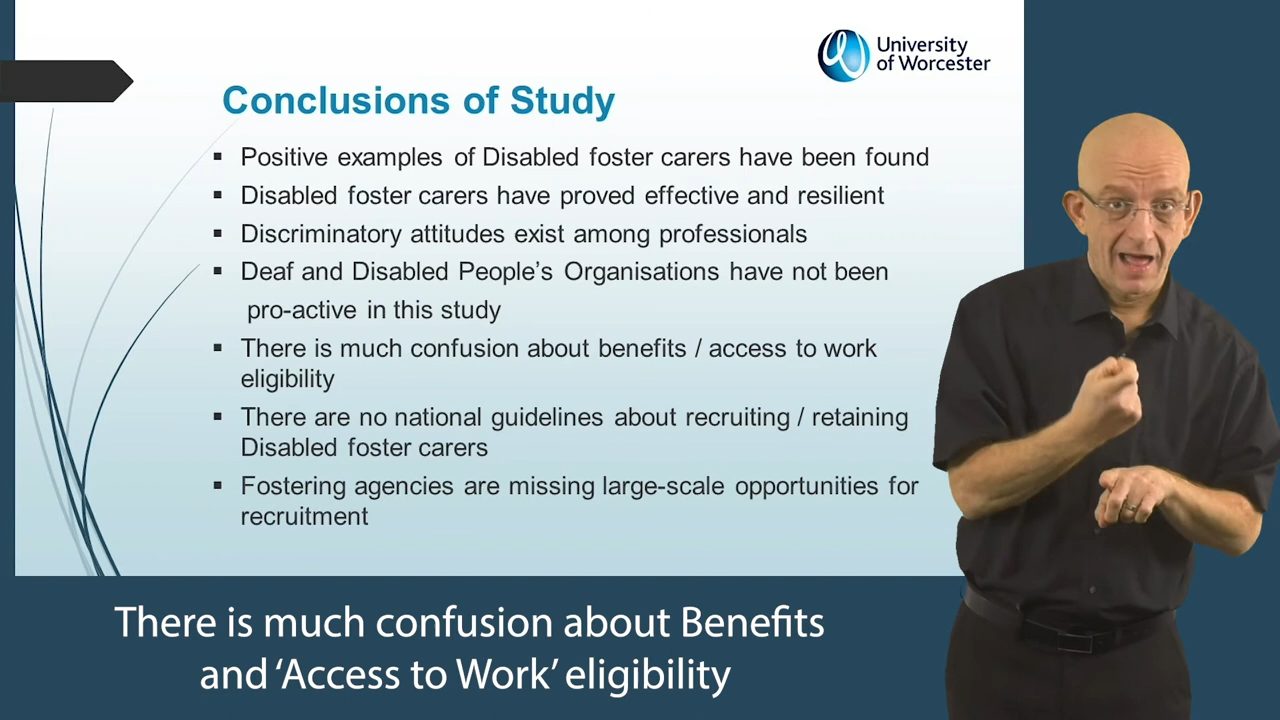 University
of Worcester
Conclusions of Study
▪ Positive examples of Disabled foster carers have been found
▪ Disabled foster carers have proved effective and resilient
▪ Discriminatory attitudes exist among professionals
▪ Deaf and Disabled People’s Organisations have not been
pro-active in this study
▪ There is much confusion about benefits / access to work
eligibility
▪ There are no national guidelines about recruiting / retaining
Disabled foster carers
▪ Fostering agencies are missing large-scale opportunities for
recruitment
There is much confusion about Benefits
and ‘Access to Work’ eligibility